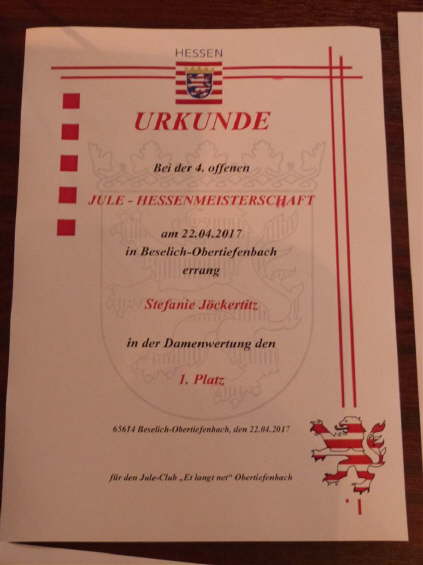 HESSEN
URKUNDE
Bei der 4. offenen
JULE - HESSENMEISTERSCHAFT
am 22.04.2017
in Beselich-Obertiefenbach
errang
Stefanie Jöckertitz
in der Damenwertung den
1. Platz
65614 Beselich-Obertiefenbach, den 22.04.2017
für den Jule-Club „Et langt net“ Obertiefenbach